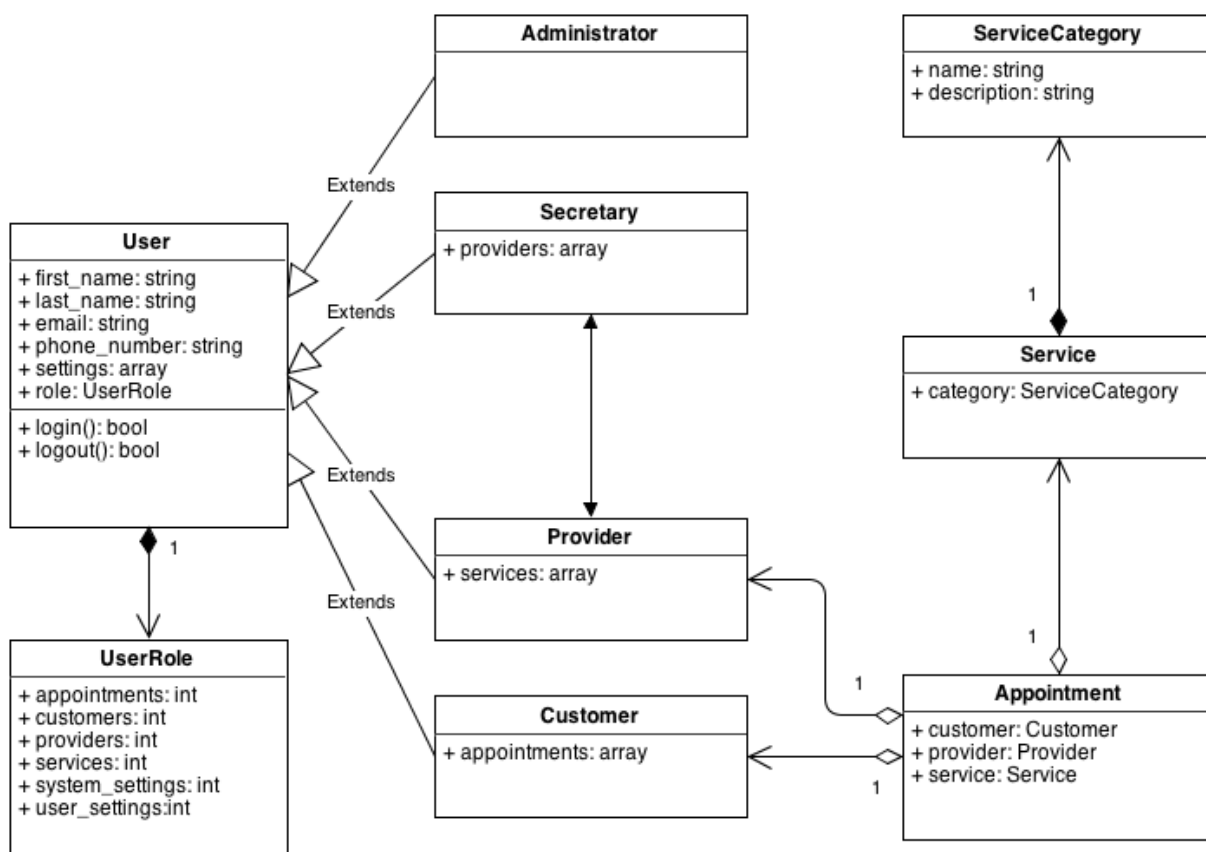 Administrator
ServiceCategory
+ name: string
+ description: string
Extends
Secretary
+ providers: array
User
+ first_name: string
+ last_name: string
+ email: string
+ phone_number: string
+ settings: array
+ role: UserRole
+ login(): bool
+ logout(): bool
Extends
1
Service
+ category: ServiceCategory
Extends
Provider
+ services: array
1
Extends
1
UserRole
+ appointments: int
+ customers: int
+ providers: int
+ services: int
+ system_settings: int
+ user_settings:int
Customer
+ appointments: array
1
1
Appointment
+ customer: Customer
+ provider: Provider
+ service: Service